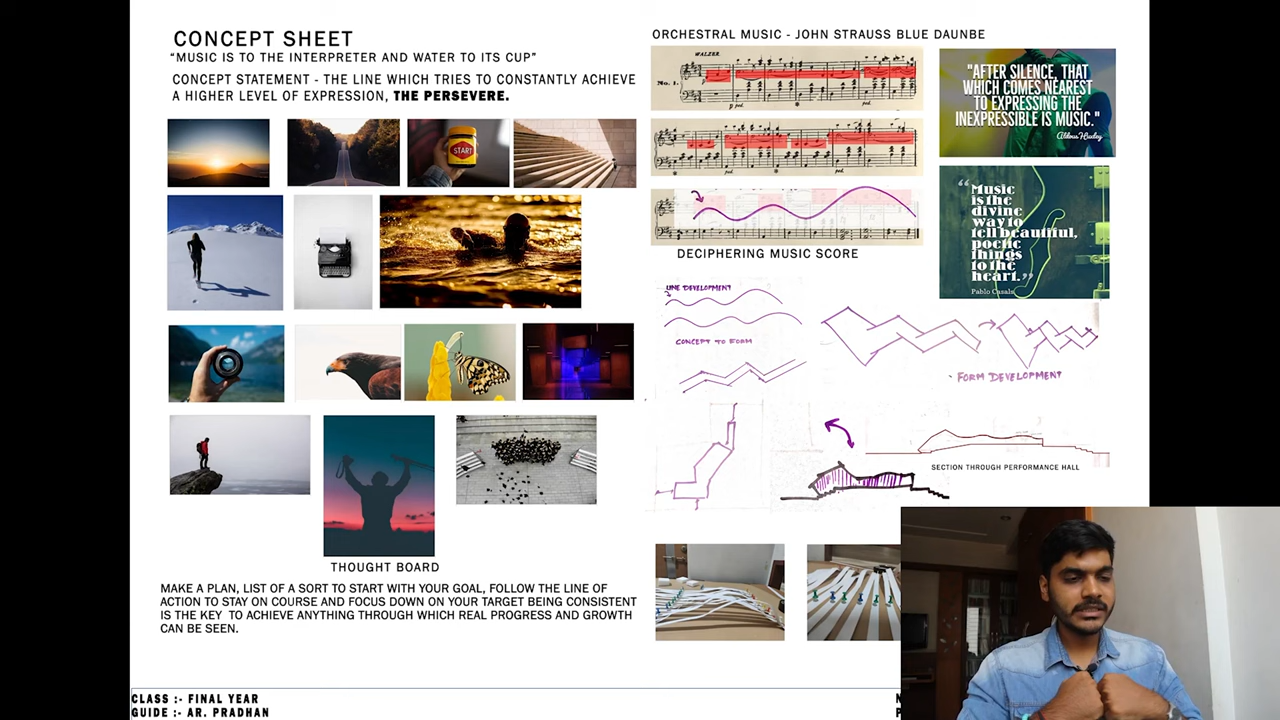 CONCEPT SHEET
“MUSIC IS TO THE INTERPRETER AND WATER TO ITS CUP”
CONCEPT STATEMENT - THE LINE WHICH TRIES TO CONSTANTLY ACHIEVE
A HIGHER LEVEL OF EXPRESSION, THE PERSEVERE.
START
THOUGHT BOARD
MAKE A PLAN, LIST OF A SORT TO START WITH YOUR GOAL, FOLLOW THE LINE OF
ACTION TO STAY ON COURSE AND FOCUS DOWN ON YOUR TARGET BEING CONSISTENT
IS THE KEY TO ACHIEVE ANYTHING THROUGH WHICH REAL PROGRESS AND GROWTH
CAN BE SEEN.
ORCHESTRAL MUSIC - JOHN STRAUSS BLUE DAUNBE
WALZER.
No. 1.
DECIPHERING MUSIC SCORE
"AFTER SILENCE, THAT
WHICH COMES NEAREST
TO EXPRESSING THE
INEXPRESSIBLE IS MUSIC."
Aldous Huxley
“Music
is the
divine
way to
tell beautiful,
poetic
things
to the
heart.”
Pablo Casals
LINE DEVELOPMENT
CONCEPT TO FORM
FORM DEVELOPMENT
SECTION THROUGH PERFORMANCE HALL
CLASS :- FINAL YEAR
GUIDE :- AR. PRADHAN